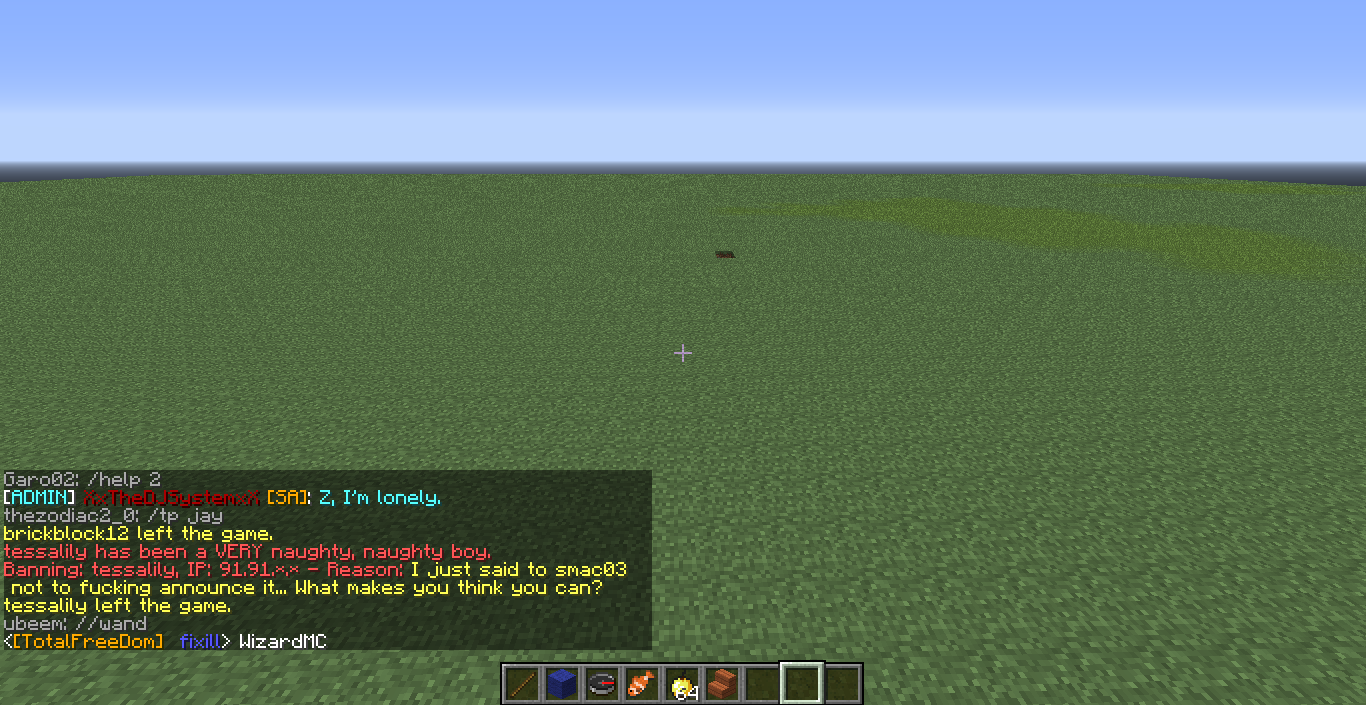 Garo02: /help 2
[ADMIN] XxTheDJSystemxX [SA]: Z, I'm lonely.
thezodiac2_0: /tp jay
brickblock12 left the game.
tessalily has been a VERY naughty, naughty boy.
Banning: tessalily, IP: 91.91.*.* - Reason: I just said to smac03
not to fucking announce it... What makes you think you can?
tessalily left the game.
ubeem: //wand
<[TotalFreeDom] fixill> WizardMC
64